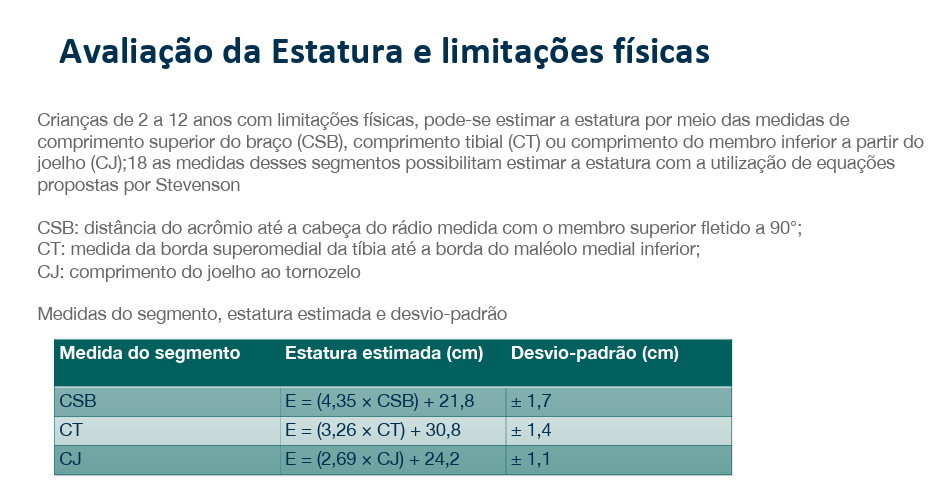 Avaliação da Estatura e limitações físicas
Crianças de 2 a 12 anos com limitações físicas, pode-se estimar a estatura por meio das medidas de
comprimento superior do braço (CSB), comprimento tibial (CT) ou comprimento do membro inferior a partir do
joelho (CJ);18 as medidas desses segmentos possibilitam estimar a estatura com a utilização de equações
propostas por Stevenson
CSB: distância do acrômio até a cabeça do rádio medida com o membro superior fletido a 90°;
CT: medida da borda superomedial da tíbia até a borda do maléolo medial inferior;
CJ: comprimento do joelho ao tornozelo
Medidas do segmento, estatura estimada e desvio-padrão
Medida do segmento Estatura estimada (cm) Desvio-padrão (cm)
CSB E = (4,35 × CSB) + 21,8 ± 1,7
CT E = (3,26 × CT) + 30,8 ± 1,4
CJ E = (2,69 × CJ) + 24,2 ± 1,1